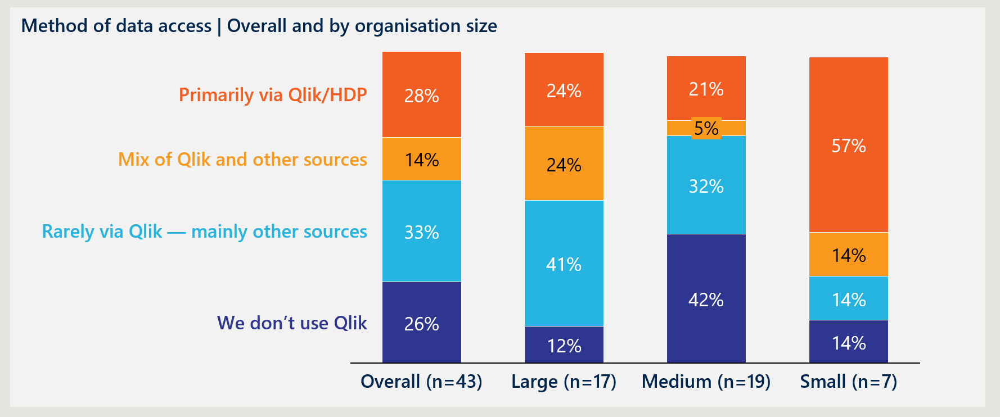 Method of data access | Overall and by organisation size
Primarily via Qlik/HDP
28%
24%
21%
57%
Mix of Qlik and other sources
14%
24%
5%
14%
Rarely via Qlik — mainly other sources
33%
41%
32%
14%
We don’t use Qlik
26%
12%
42%
14%
Overall (n=43)
Large (n=17)
Medium (n=19)
Small (n=7)